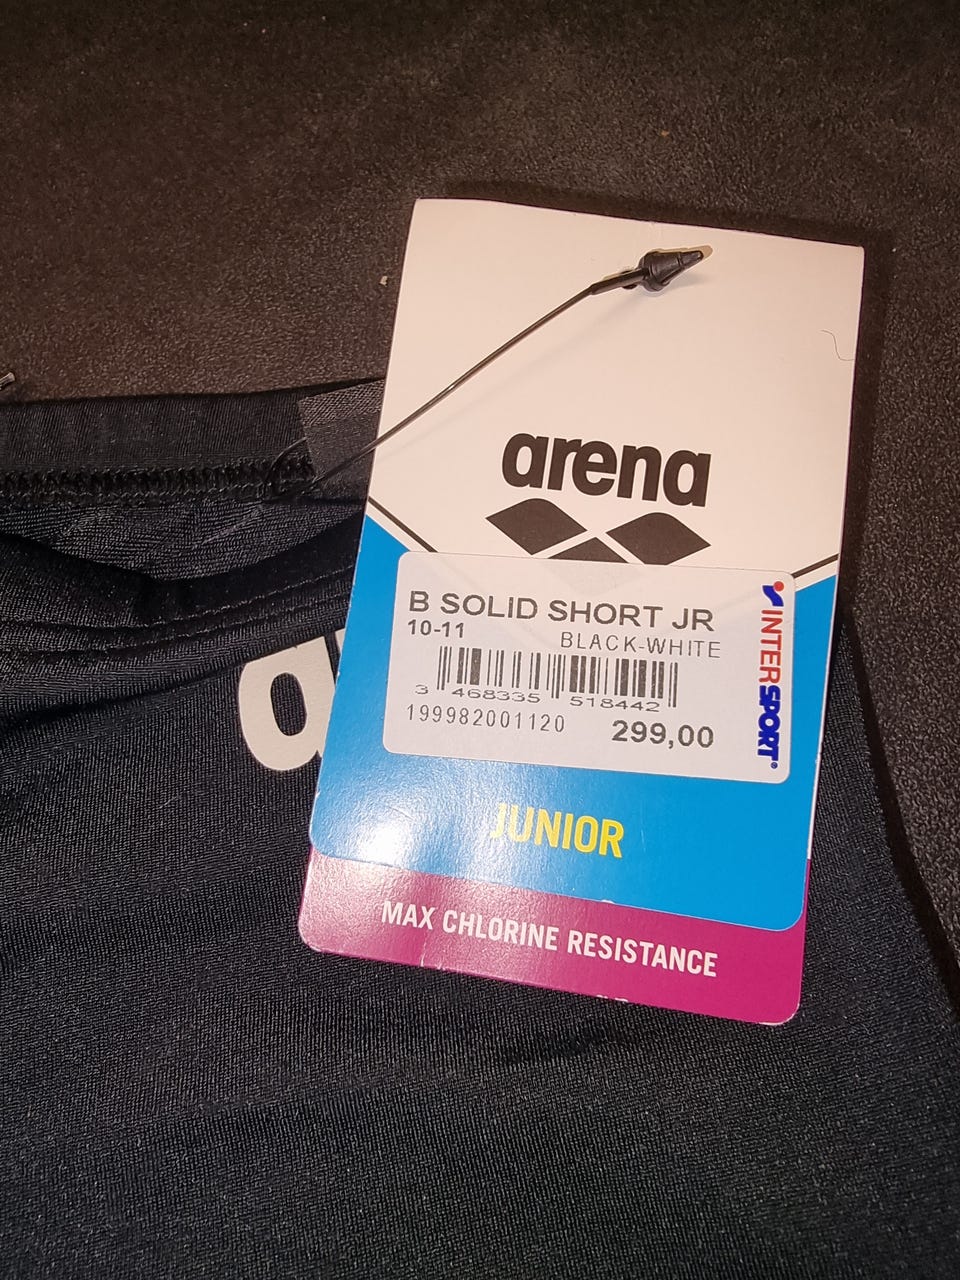 arena
B SOLID SHORT JR
10-11 BLACK-WHITE
3 468335 518442
199982001120 299,00
INTERSPORT®
JUNIOR
MAX CHLORINE RESISTANCE